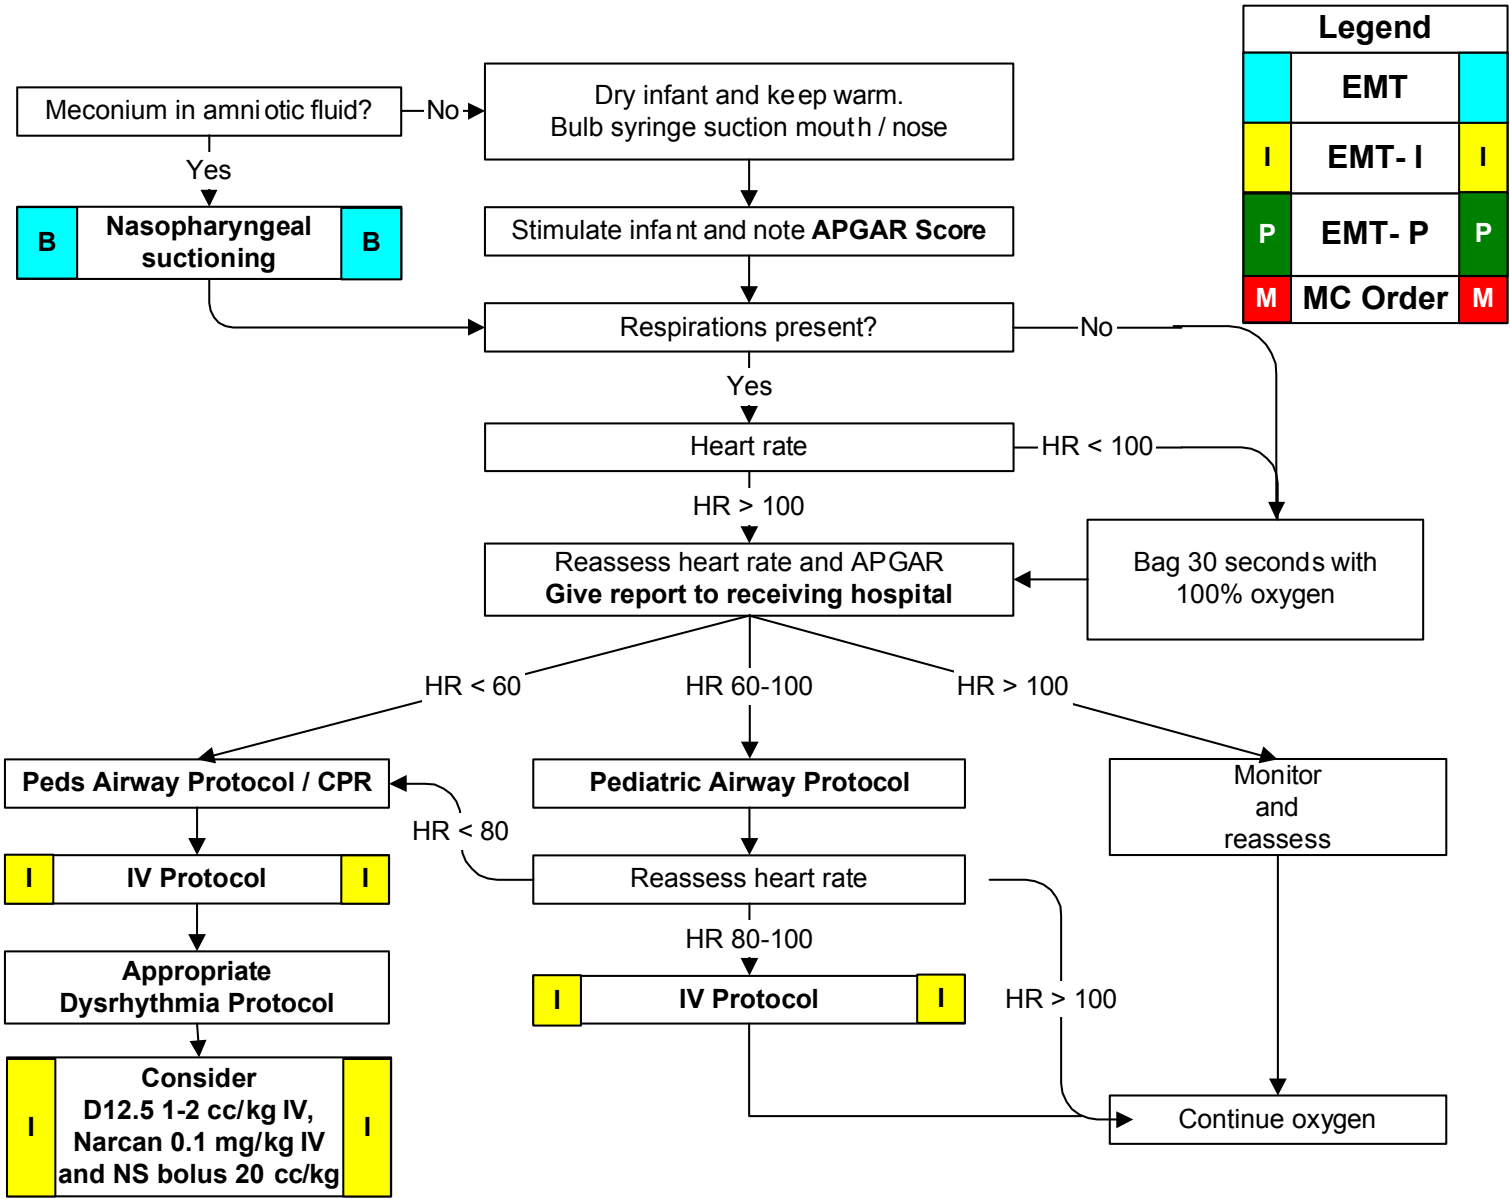 Legend
EMT
I EMT- I I
P EMT- P P
M MC Order M
Meconium in amniotic fluid?
No
Dry infant and keep warm.
Bulb syringe suction mouth / nose
Yes
B Nasopharyngeal B
suctioning
Stimulate infant and note APGAR Score
Respirations present?
No
Yes
Heart rate
HR < 100
HR > 100
Reassess heart rate and APGAR
Give report to receiving hospital
Bag 30 seconds with
100% oxygen
HR < 60
HR 60-100
HR > 100
Peds Airway Protocol / CPR
Pediatric Airway Protocol
Monitor
and
reassess
HR < 80
I IV Protocol I
Reassess heart rate
HR 80-100
Appropriate
Dysrhythmia Protocol
I IV Protocol I
HR > 100
Consider
D12.5 1-2 cc/kg IV,
I Narcan 0.1 mg/kg IV I
and NS bolus 20 cc/kg
Continue oxygen